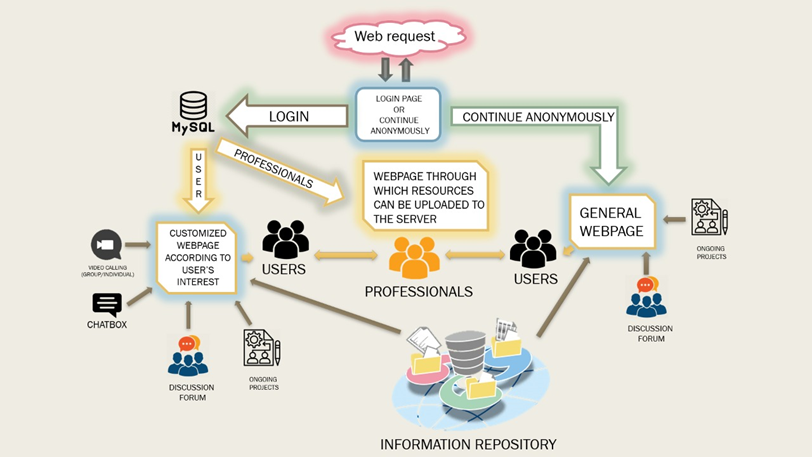 Web request
LOGIN PAGE
OR
CONTINUE
ANONYMOUSLY
LOGIN
CONTINUE ANONYMOUSLY
MySQL
USER
PROFESSIONALS
WEBPAGE THROUGH
WHICH RESOURCES
CAN BE UPLOADED TO
THE SERVER
GENERAL
WEBPAGE
CUSTOMIZED
WEBPAGE
ACCORDING TO
USER'S
INTEREST
USERS
PROFESSIONALS
USERS
ONGOING
PROJECTS
VIDEO CALLING
(GROUP/INDIVIDUAL)
CHATBOX
DISCUSSION
FORUM
ONGOING
PROJECTS
DISCUSSION
FORUM
INFORMATION REPOSITORY